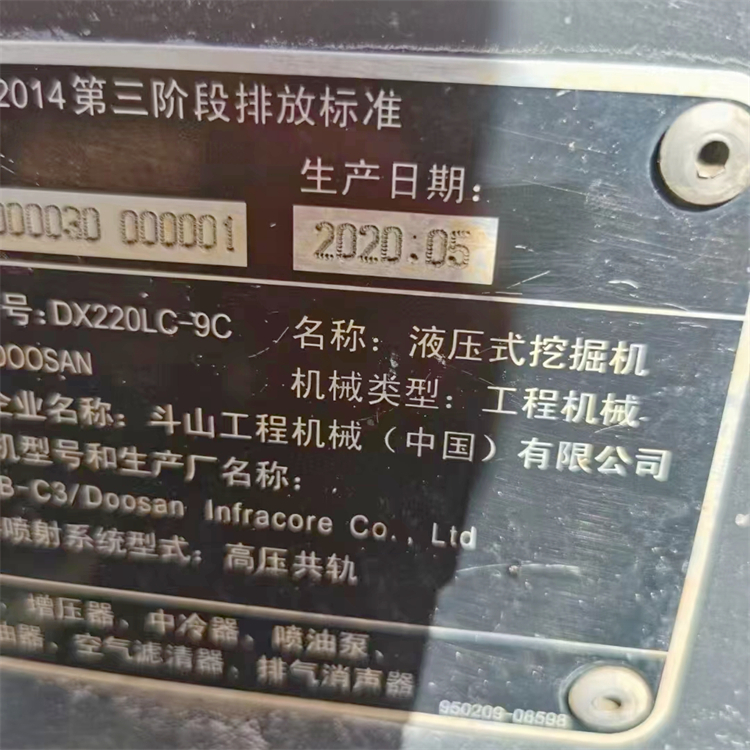 2014第三阶段排放标准
生产日期:
000030 000001
2020:05
号: DX220LC-9C
名称: 液压式挖掘机
DOOSAN
机械类型: 工程机械
企业名称: 斗山工程机械（中国）有限公司
机型号和生产厂名称:
B-C3/Doosan Infracore Co., Ltd
喷射系统型式: 高压共轨
、增压器、中冷器、喷油泵、
油器、空气滤清器、排气消声器
950209-08598